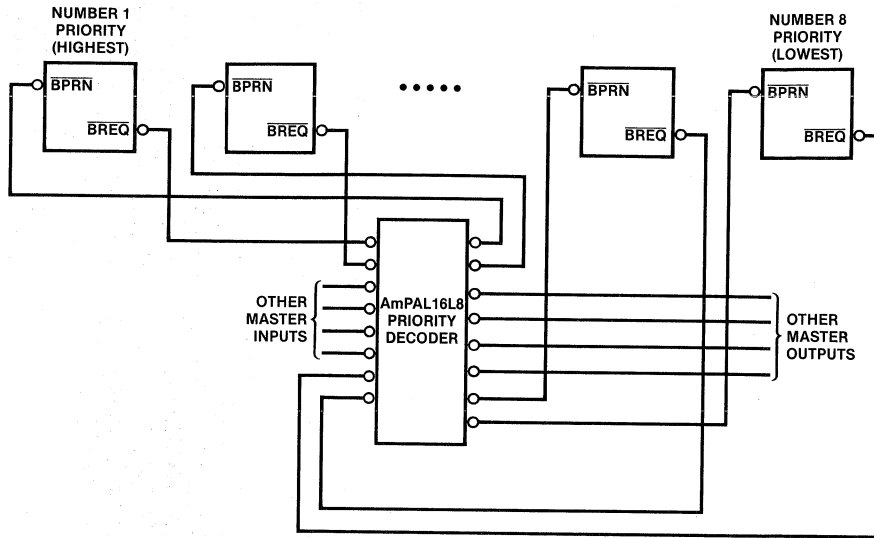 NUMBER 1
PRIORITY
(HIGHEST)
NUMBER 8
PRIORITY
(LOWEST)
BPRN
BREQ
BPRN
BREQ
BPRN
BREQ
BPRN
BREQ
OTHER
MASTER
INPUTS
AmPAL16L8
PRIORITY
DECODER
OTHER
MASTER
OUTPUTS